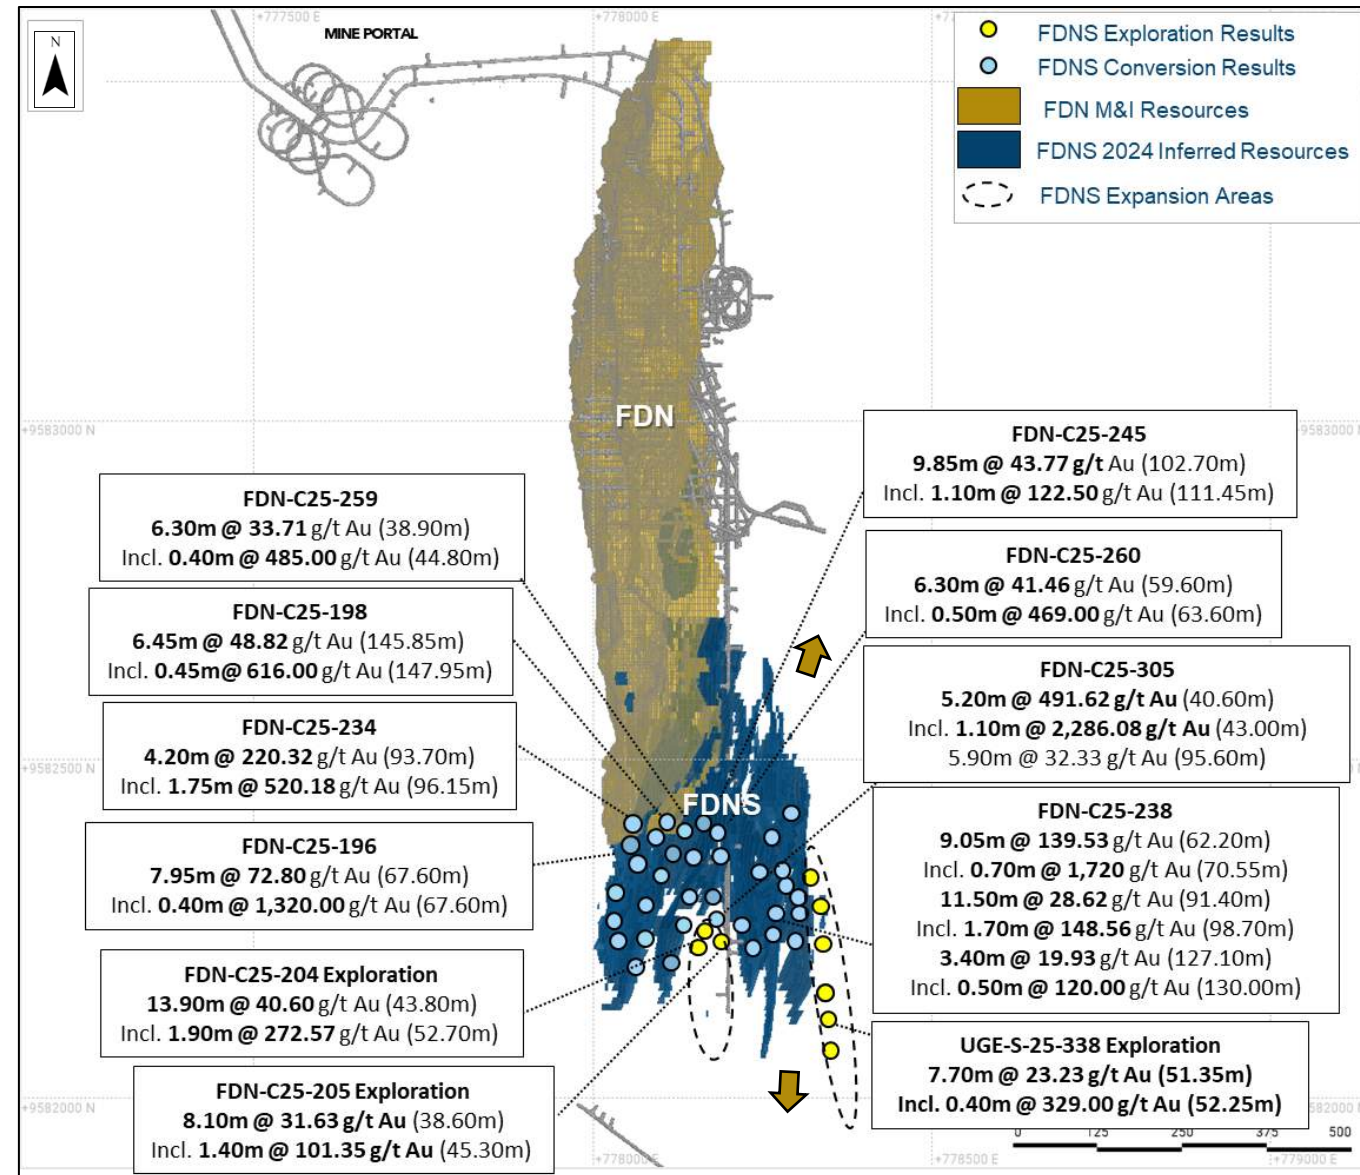 +777500 E
+778000 E
MINE PORTAL
N
FDNS Exploration Results
FDNS Conversion Results
FDN M&I Resources
FDNS 2024 Inferred Resources
FDNS Expansion Areas
FDN
+9583000 N
9583000
FDN-C25-245
9.85m @ 43.77 g/t Au (102.70m)
Incl. 1.10m @ 122.50 g/t Au (111.45m)
FDN-C25-259
6.30m @ 33.71 g/t Au (38.90m)
Incl. 0.40m @ 485.00 g/t Au (44.80m)
FDN-C25-260
6.30m @ 41.46 g/t Au (59.60m)
Incl. 0.50m @ 469.00 g/t Au (63.60m)
FDN-C25-198
6.45m @ 48.82 g/t Au (145.85m)
Incl. 0.45m@ 616.00 g/t Au (147.95m)
FDN-C25-305
5.20m @ 491.62 g/t Au (40.60m)
Incl. 1.10m @ 2,286.08 g/t Au (43.00m)
5.90m @ 32.33 g/t Au (95.60m)
FDN-C25-234
4.20m @ 220.32 g/t Au (93.70m)
Incl. 1.75m @ 520.18 g/t Au (96.15m)
+9582500 N
FDNS
FDN-C25-238
9.05m @ 139.53 g/t Au (62.20m)
Incl. 0.70m @ 1,720 g/t Au (70.55m)
11.50m @ 28.62 g/t Au (91.40m)
Incl. 1.70m @ 148.56 g/t Au (98.70m)
3.40m @ 19.93 g/t Au (127.10m)
Incl. 0.50m @ 120.00 g/t Au (130.00m)
FDN-C25-196
7.95m @ 72.80 g/t Au (67.60m)
Incl. 0.40m @ 1,320.00 g/t Au (67.60m)
FDN-C25-204 Exploration
13.90m @ 40.60 g/t Au (43.80m)
Incl. 1.90m @ 272.57 g/t Au (52.70m)
UGE-S-25-338 Exploration
7.70m @ 23.23 g/t Au (51.35m)
Incl. 0.40m @ 329.00 g/t Au (52.25m)
FDN-C25-205 Exploration
8.10m @ 31.63 g/t Au (38.60m)
Incl. 1.40m @ 101.35 g/t Au (45.30m)
+9582000 N
582000 N
0 125 250 375 500
+778000 E
+778500 E
+779000 E